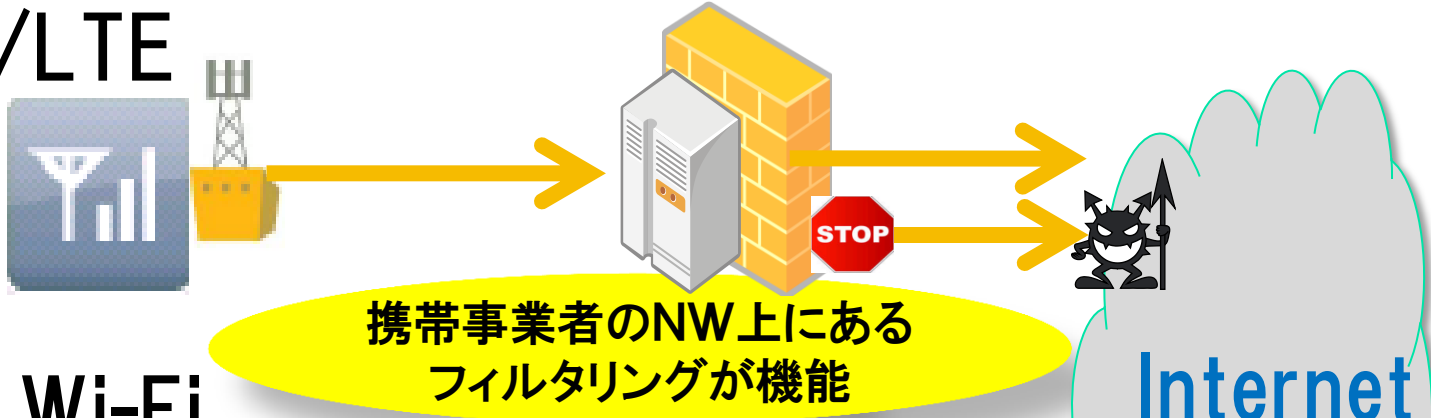 /LTE
STOP
携帯事業者のNW上にある
フィルタリングが機能
Internet
Wi-Fi